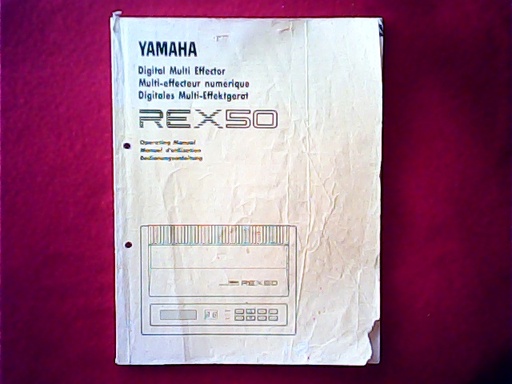 YAMAHA
Digital Multi Effector
Multi-effecteur numérique
Digitales Multi-Effektgerät
REX50
Operating Manual
Manuel d'utilisation
Bedienungsanleitung
REX50